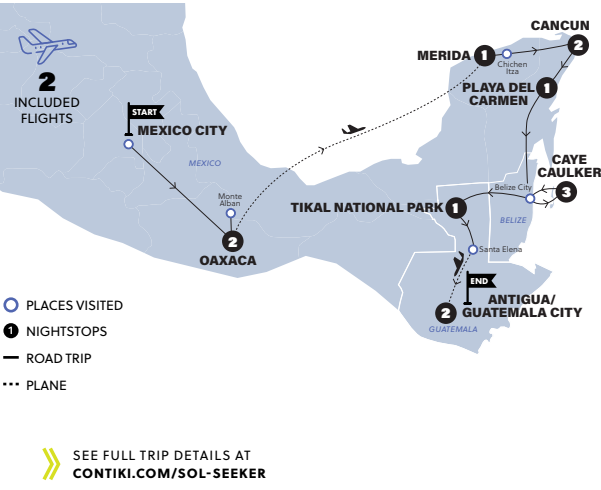 2
INCLUDED
FLIGHTS
START
MEXICO CITY
MEXICO
Monte
Alban
2
OAXACA
MERIDA
1
Chichen
Itza
CANCUN
2
PLAYA DEL
CARMEN
1
CAYE
CAULKER
3
Belize City
BELIZE
TIKAL NATIONAL PARK
1
Santa Elena
END
ANTIGUA/
GUATEMALA CITY
2
GUATEMALA
PLACES VISITED
1 NIGHTSTOPS
ROAD TRIP
PLANE
SEE FULL TRIP DETAILS AT
CONTIKI.COM/SOL-SEEKER